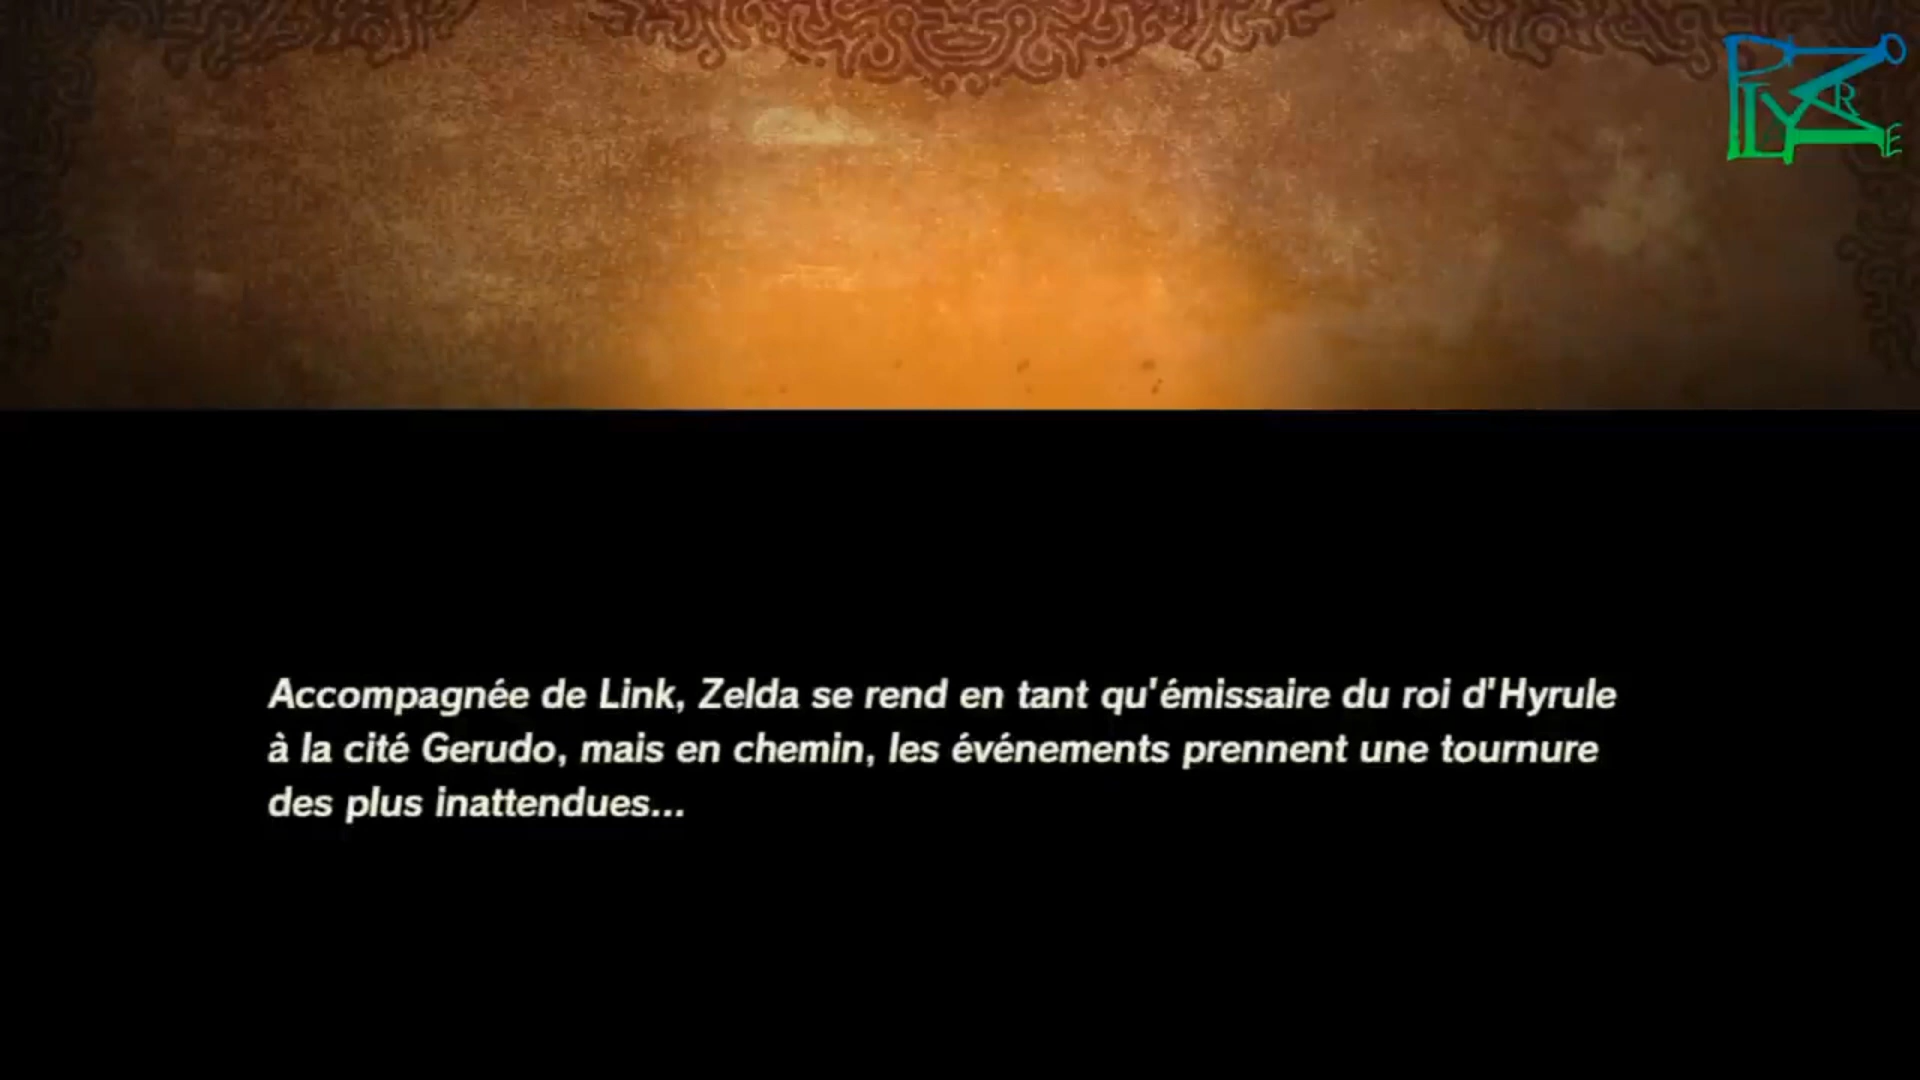 Accompagnée de Link, Zelda se rend en tant qu'émissaire du roi d'Hyrule
à la cité Gerudo, mais en chemin, les événements prennent une tournure
des plus inattendues...